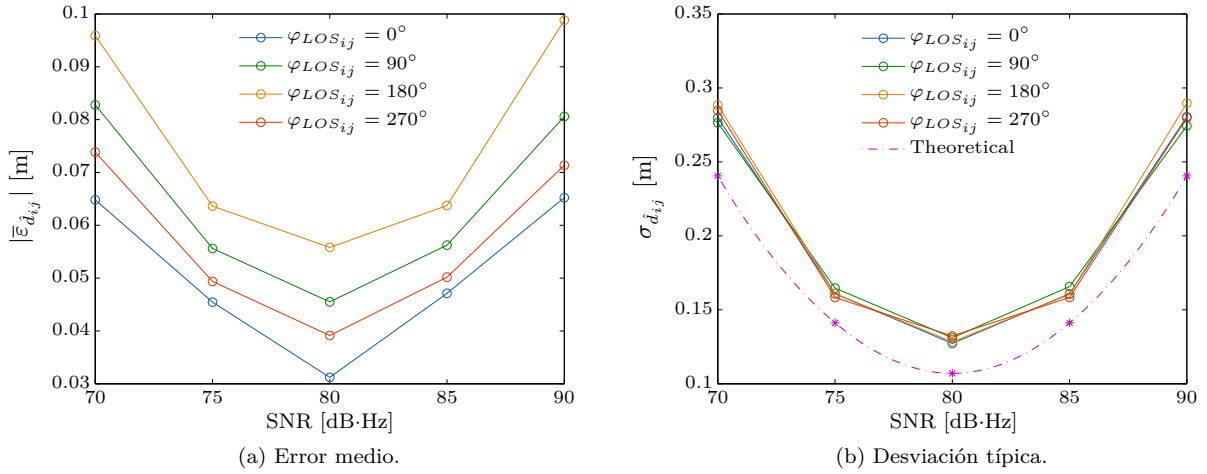 0.1
0.09
0.08
0.07
0.06
0.05
0.04
0.03
|ε̅_{d̂_{ij}}| [m]
φ_{LOS_{ij}} = 0°
φ_{LOS_{ij}} = 90°
φ_{LOS_{ij}} = 180°
φ_{LOS_{ij}} = 270°
70 75 80 85 90
SNR [dB·Hz]
(a) Error medio.
0.35
0.3
0.25
0.2
0.15
0.1
σ_{d̂_{ij}} [m]
φ_{LOS_{ij}} = 0°
φ_{LOS_{ij}} = 90°
φ_{LOS_{ij}} = 180°
φ_{LOS_{ij}} = 270°
Theoretical
70 75 80 85 90
SNR [dB·Hz]
(b) Desviación típica.